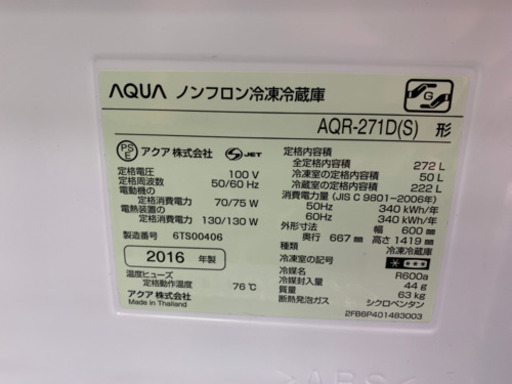 AQUA ノンフロン冷凍冷蔵庫
G
AQR-271D(S) 形
PS E アクア株式会社 JET
定格電圧 100 V
定格周波数 50/60 Hz
電動機の
定格消費電力 70/75 W
電熱装置の
定格消費電力 130/130 W
製造番号 6TS00406
2016 年製
温度ヒューズ
定格動作温度 76℃
アクア株式会社
Made in Thailand
定格内容積
全定格内容積 272 L
冷凍室の定格内容積 50 L
冷蔵室の定格内容積 222 L
消費電力量 (JIS C 9801-2006年)
50Hz 340 kWh/年
60Hz 340 kWh/年
外形寸法 幅 600 mm
奥行 667 mm 高さ 1419 mm
種類 冷凍冷蔵庫
冷凍室の記号
冷媒名 R600a
冷媒封入量 44 g
質量 63 kg
断熱発泡ガス シクロペンタン
2FB6P401483003
>ABS<